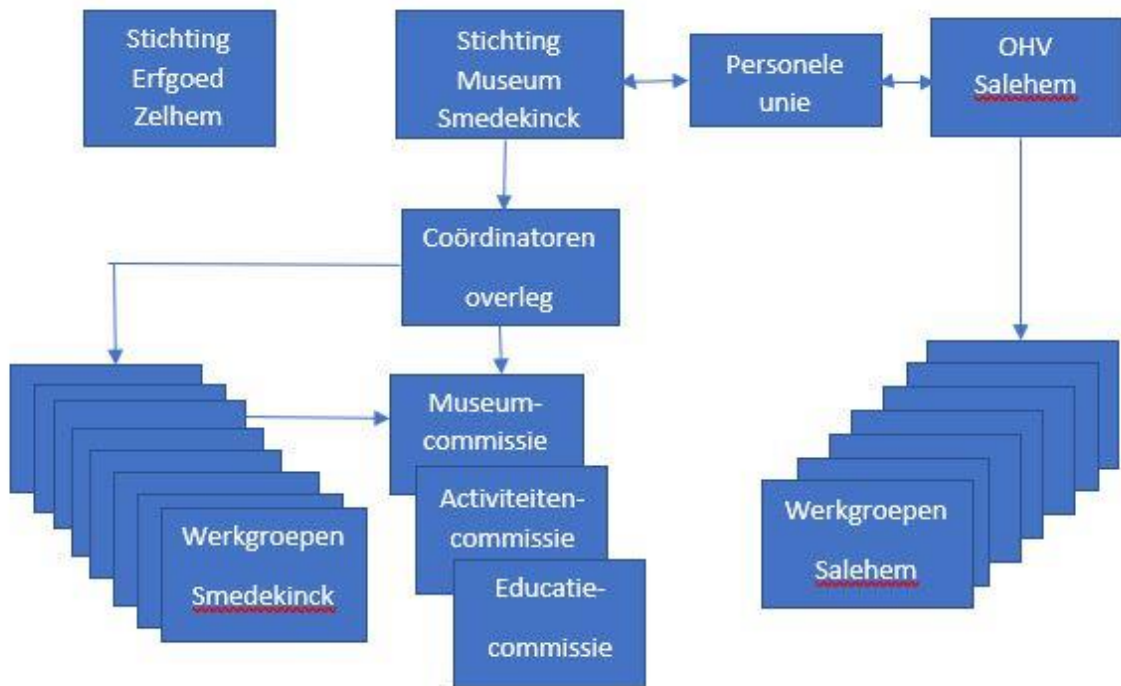 Stichting
Erfgoed
Zelhem
Stichting
Museum
Smedekinck
Personele
unie
OHV
Salehem
Coördinatoren
overleg
Museum-
commissie
Activiteiten-
commissie
Educatie-
commissie
Werkgroepen
Smedekinck
Werkgroepen
Salehem